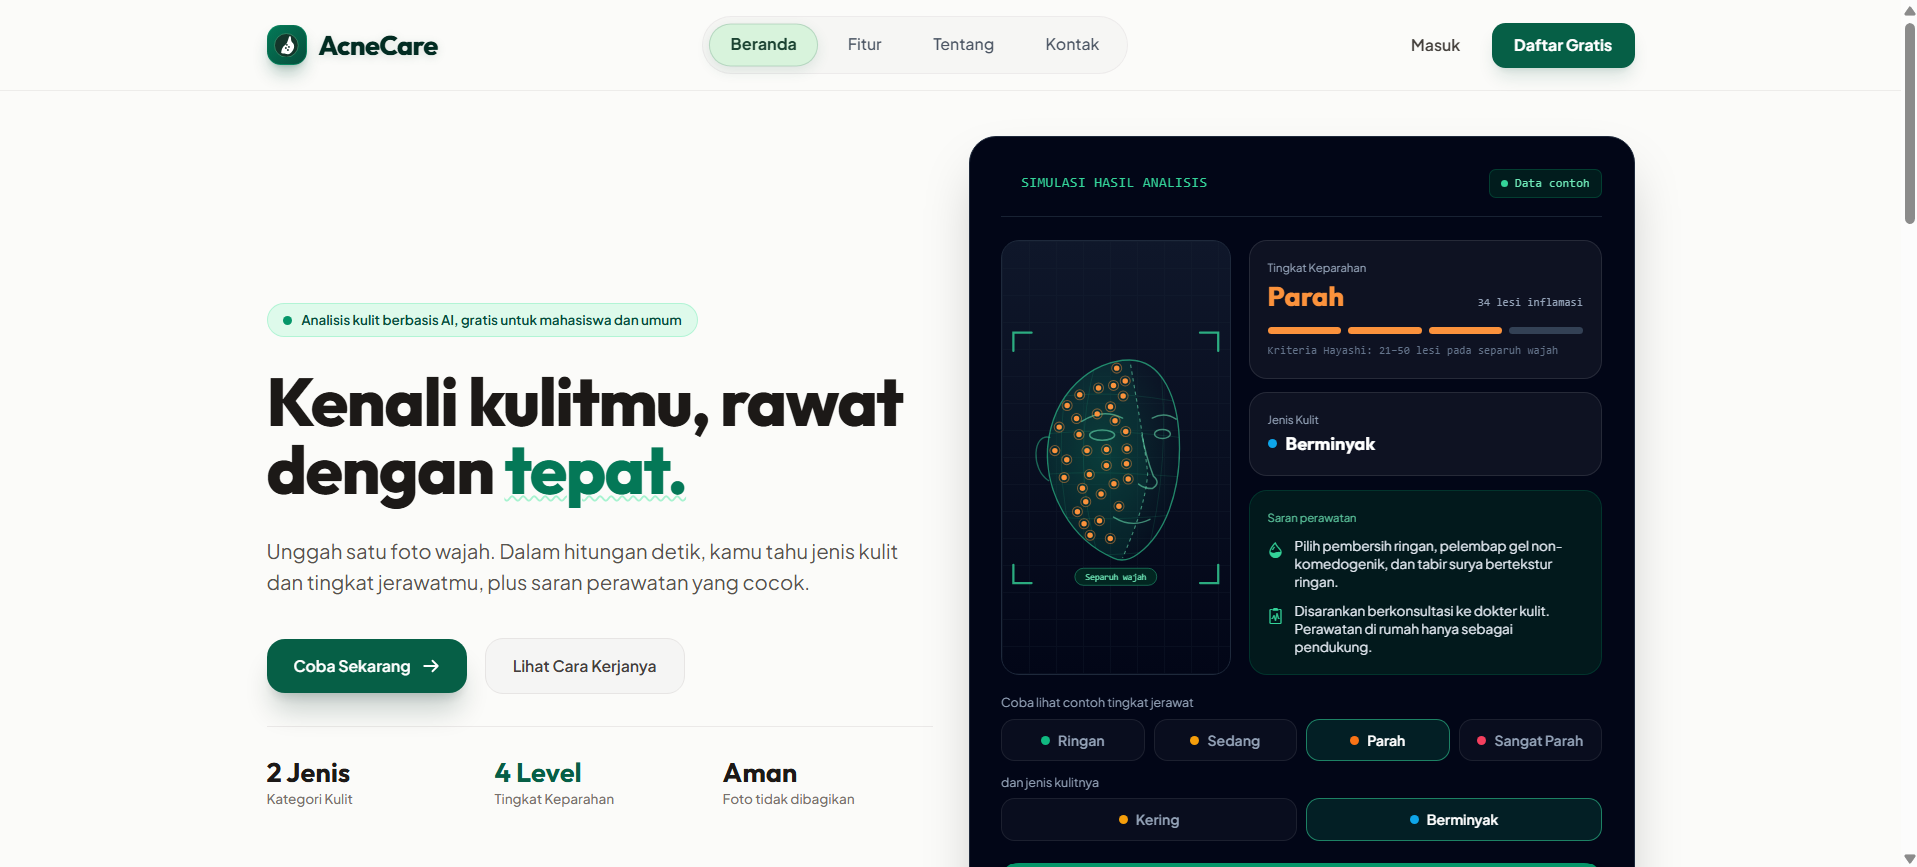 AcneCare
Beranda
Fitur
Tentang
Kontak
Masuk
Daftar Gratis
Analisis kulit berbasis AI, gratis untuk mahasiswa dan umum
Kenali kulitmu, rawat
dengan tepat.
Unggah satu foto wajah. Dalam hitungan detik, kamu tahu jenis kulit
dan tingkat jerawatmu, plus saran perawatan yang cocok.
Coba Sekarang
Lihat Cara Kerjanya
2 Jenis
Kategori Kulit
4 Level
Tingkat Keparahan
Aman
Foto tidak dibagikan
SIMULASI HASIL ANALISIS
Data contoh
Separuh wajah
Tingkat Keparahan
Parah
34 lesi inflamasi
Kriteria Hayashi: 21–50 lesi pada separuh wajah
Jenis Kulit
Berminyak
Saran perawatan
Pilih pembersih ringan, pelembap gel non-
komedogenik, dan tabir surya bertekstur
ringan.
Disarankan berkonsultasi ke dokter kulit.
Perawatan di rumah hanya sebagai
pendukung.
Coba lihat contoh tingkat jerawat
Ringan
Sedang
Parah
Sangat Parah
dan jenis kulitnya
Kering
Berminyak